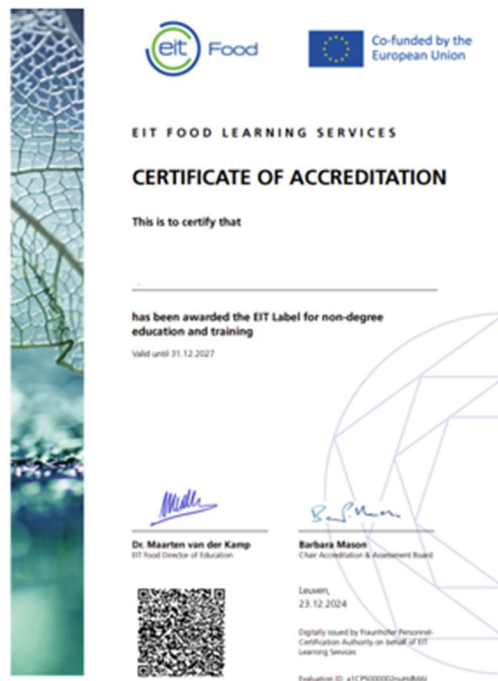 eit Food
Co-funded by the
European Union
EIT FOOD LEARNING SERVICES
CERTIFICATE OF ACCREDITATION
This is to certify that
has been awarded the EIT Label for non-degree
education and training
Valid until 31.12.2027
Dr. Maarten van der Kamp
EIT Food Director of Education
Barbara Mason
Chair Accreditation & Assessment Board
Leuven,
23.12.2024
Digitally issued by Fraunhofer Personnel-
Certification Authority on behalf of EIT
Learning Services
Evaluation ID: